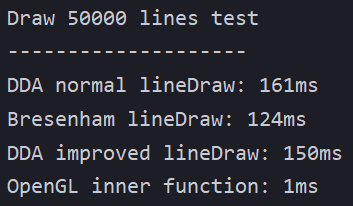 Draw 50000 lines test
--------------------
DDA normal lineDraw: 161ms
Bresenham lineDraw: 124ms
DDA improved lineDraw: 150ms
OpenGL inner function: 1ms